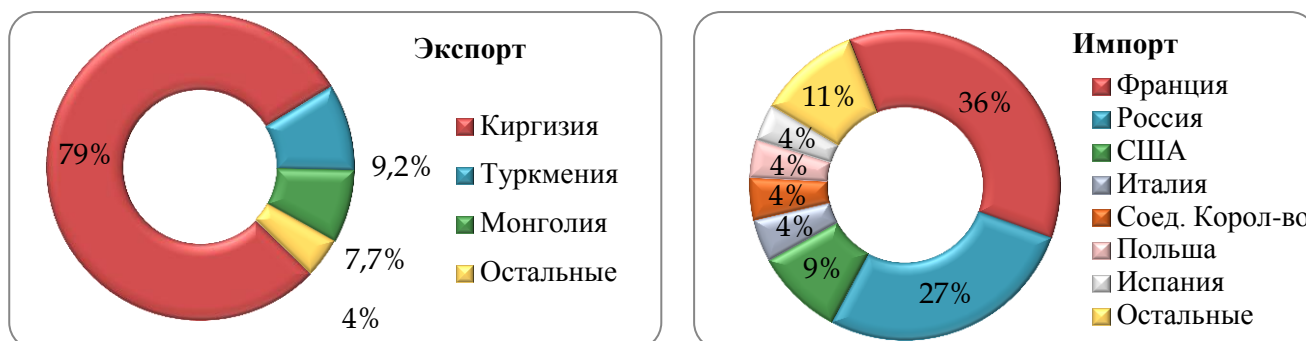 Экспорт
79%
9,2%
7,7%
4%
Киргизия
Туркмения
Монголия
Остальные
Импорт
36%
27%
9%
4%
4%
4%
4%
11%
Франция
Россия
США
Италия
Соед. Корол-во
Польша
Испания
Остальные